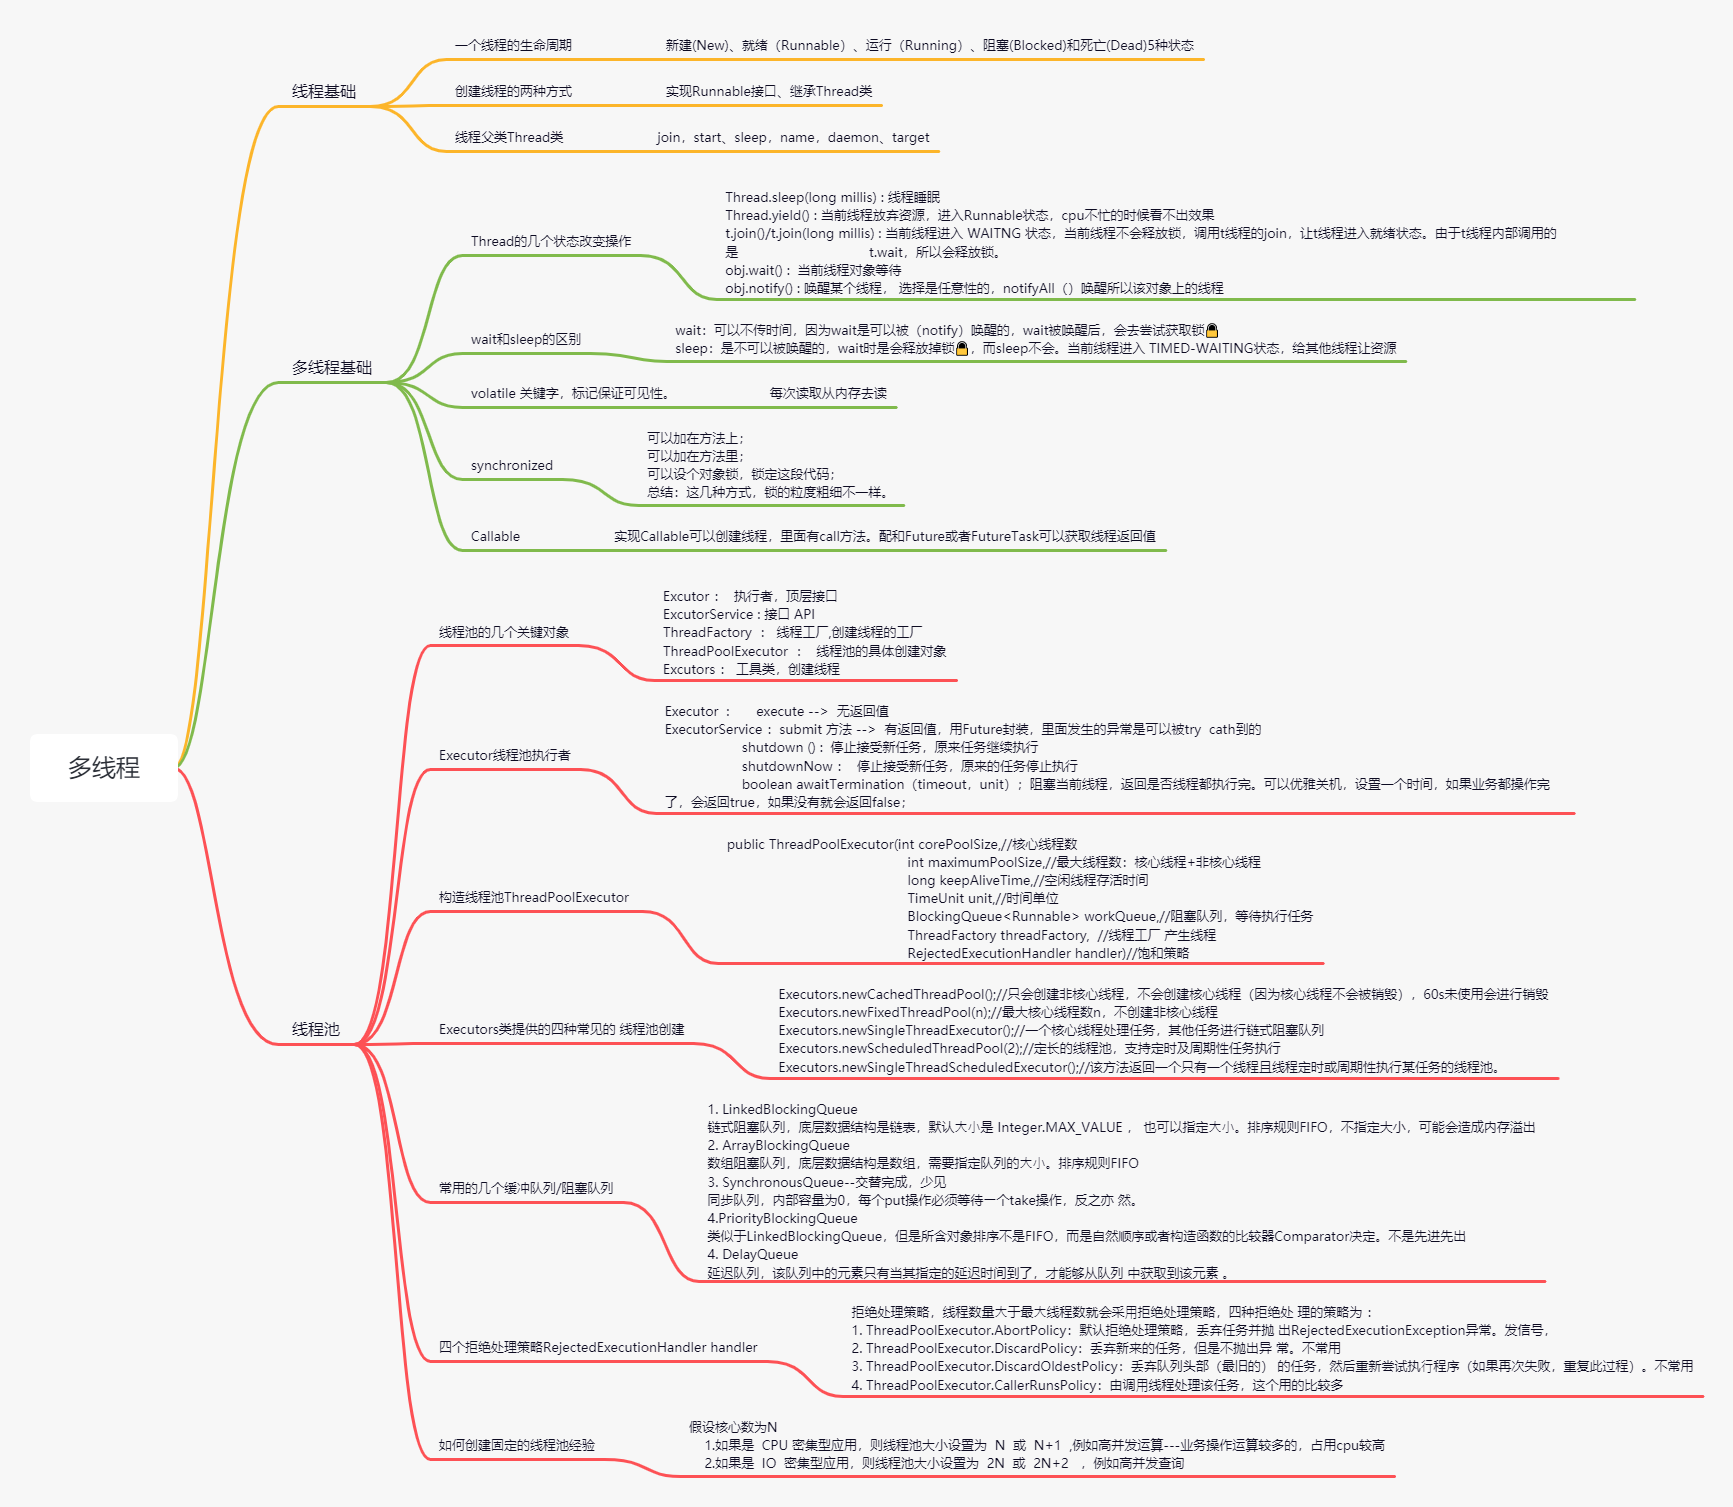 多线程
线程基础
一个线程的生命周期
新建(New)、就绪（Runnable）、运行（Running）、阻塞(Blocked)和死亡(Dead)5种状态
创建线程的两种方式
实现Runnable接口、继承Thread类
线程父类Thread类
join，start、sleep，name，daemon、target
多线程基础
Thread的几个状态改变操作
Thread.sleep(long millis) : 线程睡眠
Thread.yield() : 当前线程放弃资源，进入Runnable状态，cpu不忙的时候看不出效果
t.join()/t.join(long millis) : 当前线程进入 WAITNG 状态，当前线程不会释放锁，调用t线程的join，让t线程进入就绪状态。由于t线程内部调用的
是 t.wait，所以会释放锁。
obj.wait() : 当前线程对象等待
obj.notify() : 唤醒某个线程， 选择是任意性的，notifyAll（）唤醒所以该对象上的线程
wait和sleep的区别
wait：可以不传时间，因为wait是可以被（notify）唤醒的，wait被唤醒后，会去尝试获取锁🔒
sleep：是不可以被唤醒的，wait时是会释放掉锁🔒，而sleep不会。当前线程进入 TIMED-WAITING状态，给其他线程让资源
volatile 关键字，标记保证可见性。
每次读取从内存去读
synchronized
可以加在方法上；
可以加在方法里；
可以设个对象锁，锁定这段代码；
总结：这几种方式，锁的粒度粗细不一样。
Callable
实现Callable可以创建线程，里面有call方法。配和Future或者FutureTask可以获取线程返回值
线程池
线程池的几个关键对象
Excutor： 执行者，顶层接口
ExcutorService : 接口 API
ThreadFactory ： 线程工厂,创建线程的工厂
ThreadPoolExecutor ： 线程池的具体创建对象
Excutors： 工具类，创建线程
Executor线程池执行者
Executor ： execute --> 无返回值
ExecutorService ：submit 方法 --> 有返回值，用Future封装，里面发生的异常是可以被try cath到的
shutdown ()：停止接受新任务，原来任务继续执行
shutdownNow： 停止接受新任务，原来的任务停止执行
boolean awaitTermination（timeout，unit）；阻塞当前线程，返回是否线程都执行完。可以优雅关机，设置一个时间，如果业务都操作完
了，会返回true，如果没有就会返回false；
构造线程池ThreadPoolExecutor
public ThreadPoolExecutor(int corePoolSize,//核心线程数
int maximumPoolSize,//最大线程数：核心线程+非核心线程
long keepAliveTime,//空闲线程存活时间
TimeUnit unit,//时间单位
BlockingQueue<Runnable> workQueue,//阻塞队列，等待执行任务
ThreadFactory threadFactory, //线程工厂 产生线程
RejectedExecutionHandler handler)//饱和策略
Executors类提供的四种常见的 线程池创建
Executors.newCachedThreadPool();//只会创建非核心线程，不会创建核心线程（因为核心线程不会被销毁），60s未使用会进行销毁
Executors.newFixedThreadPool(n);//最大核心线程数n，不创建非核心线程
Executors.newSingleThreadExecutor();//一个核心线程处理任务，其他任务进行链式阻塞队列
Executors.newScheduledThreadPool(2);//定长的线程池，支持定时及周期性任务执行
Executors.newSingleThreadScheduledExecutor();//该方法返回一个只有一个线程且线程定时或周期性执行某任务的线程池。
常用的几个缓冲队列/阻塞队列
1. LinkedBlockingQueue
链式阻塞队列，底层数据结构是链表，默认大小是 Integer.MAX_VALUE ， 也可以指定大小。排序规则FIFO，不指定大小，可能会造成内存溢出
2. ArrayBlockingQueue
数组阻塞队列，底层数据结构是数组，需要指定队列的大小。排序规则FIFO
3. SynchronousQueue--交替完成，少见
同步队列，内部容量为0，每个put操作必须等待一个take操作，反之亦 然。
4.PriorityBlockingQueue
类似于LinkedBlockingQueue，但是所含对象排序不是FIFO，而是自然顺序或者构造函数的比较器Comparator决定。不是先进先出
4. DelayQueue
延迟队列，该队列中的元素只有当其指定的延迟时间到了，才能够从队列 中获取到该元素 。
四个拒绝处理策略RejectedExecutionHandler handler
拒绝处理策略，线程数量大于最大线程数就会采用拒绝处理策略，四种拒绝处 理的策略为 ：
1. ThreadPoolExecutor.AbortPolicy：默认拒绝处理策略，丢弃任务并抛 出RejectedExecutionException异常。发信号，
2. ThreadPoolExecutor.DiscardPolicy：丢弃新来的任务，但是不抛出异 常。不常用
3. ThreadPoolExecutor.DiscardOldestPolicy：丢弃队列头部（最旧的） 的任务，然后重新尝试执行程序（如果再次失败，重复此过程）。不常用
4. ThreadPoolExecutor.CallerRunsPolicy：由调用线程处理该任务，这个用的比较多
如何创建固定的线程池经验
假设核心数为N
1.如果是 CPU 密集型应用，则线程池大小设置为 N 或 N+1 ,例如高并发运算---业务操作运算较多的，占用cpu较高
2.如果是 IO 密集型应用，则线程池大小设置为 2N 或 2N+2 ，例如高并发查询